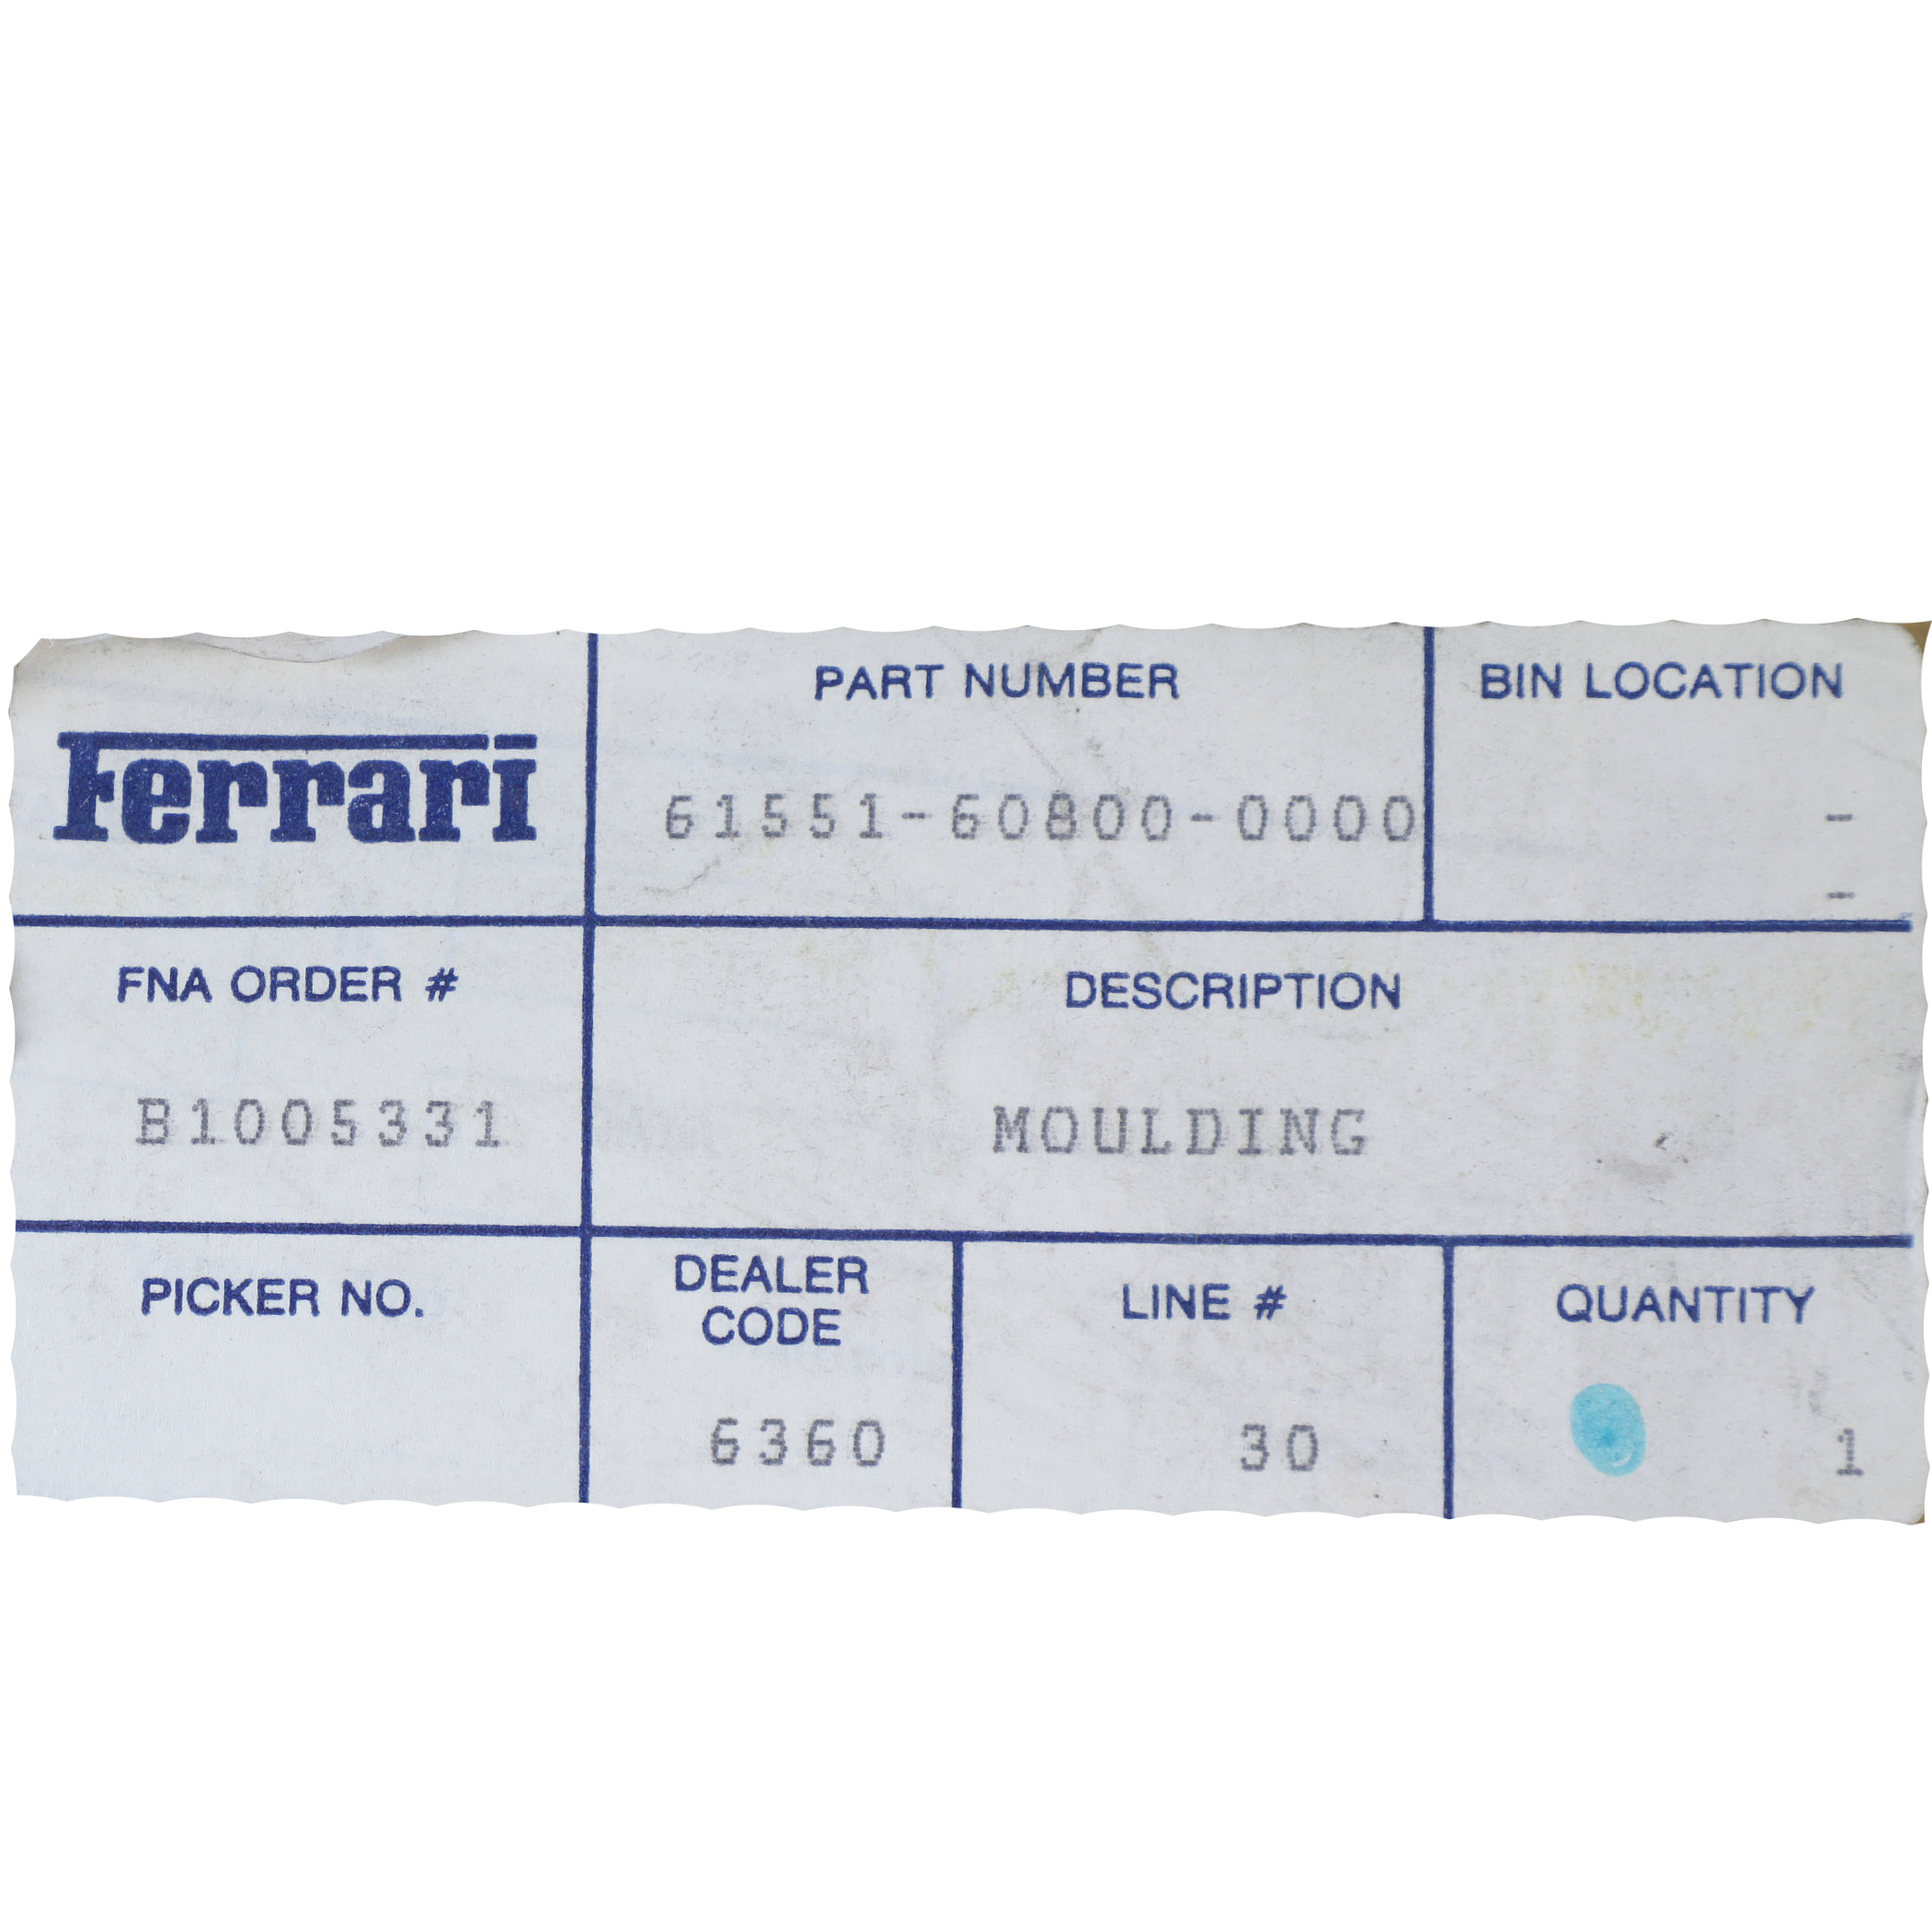 Ferrari
PART NUMBER
61551-60800-0000
BIN LOCATION
-
-
FNA ORDER #
B1005331
DESCRIPTION
MOULDING
PICKER NO.
DEALER
CODE
6360
LINE #
30
QUANTITY
1